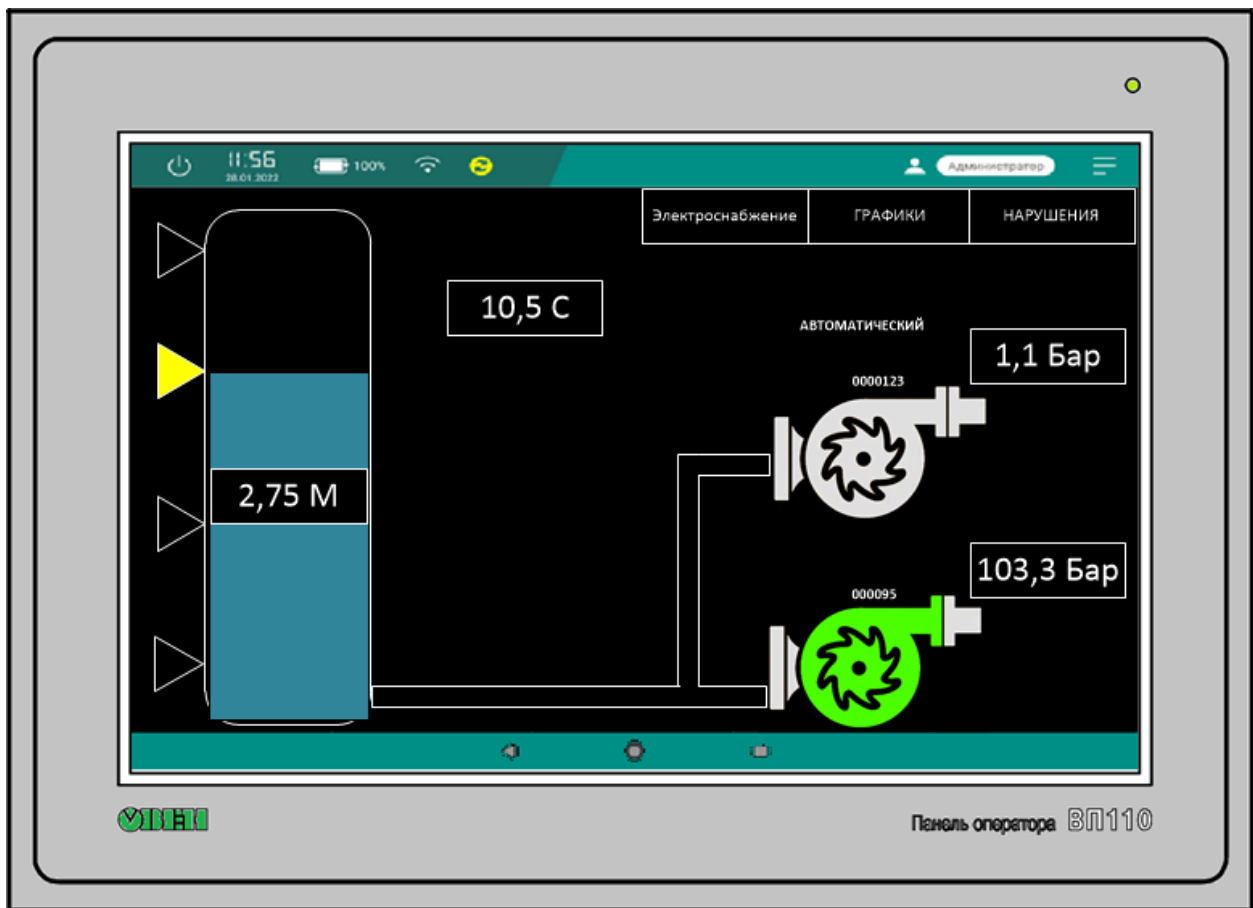 11:56
28.01.2022
100%
Администратор
Электроснабжение
ГРАФИКИ
НАРУШЕНИЯ
10,5 С
АВТОМАТИЧЕСКИЙ
1,1 Бар
0000123
2,75 М
103,3 Бар
000095
ОВЕН
Панель оператора ВП110